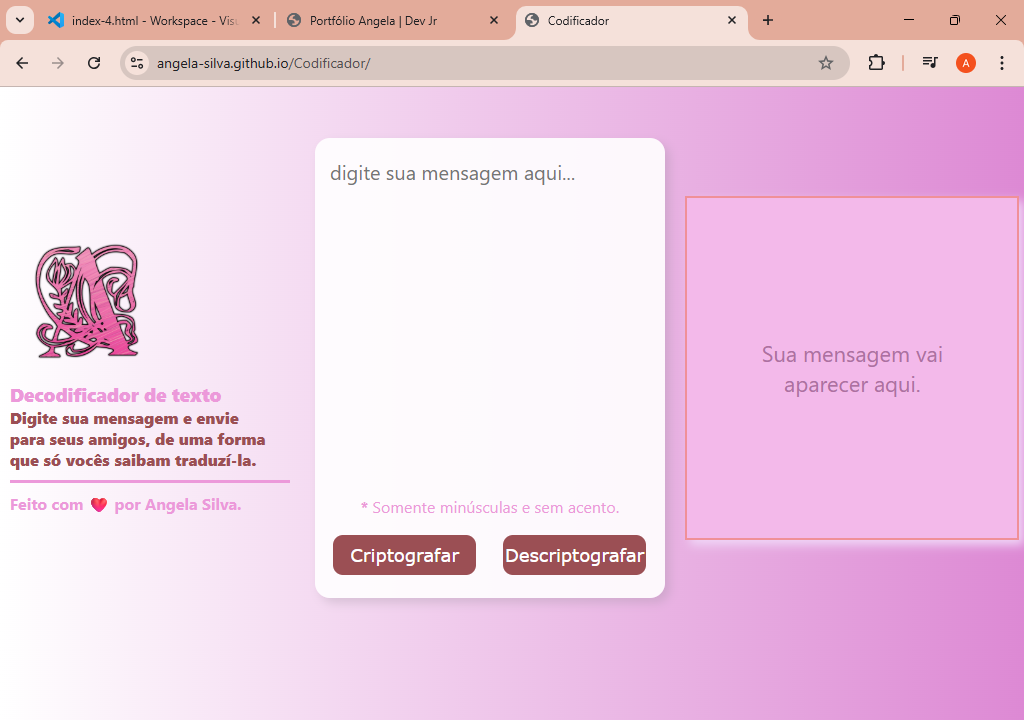 index-4.html - Workspace - Visu
Portfólio Angela | Dev Jr
Codificador
angela-silva.github.io/Codificador/
A
digite sua mensagem aqui...
Sua mensagem vai
aparecer aqui.
Decodificador de texto
Digite sua mensagem e envie
para seus amigos, de uma forma
que só vocês saibam traduzí-la.
Feito com ❤️ por Angela Silva.
* Somente minúsculas e sem acento.
Criptografar
Descriptografar